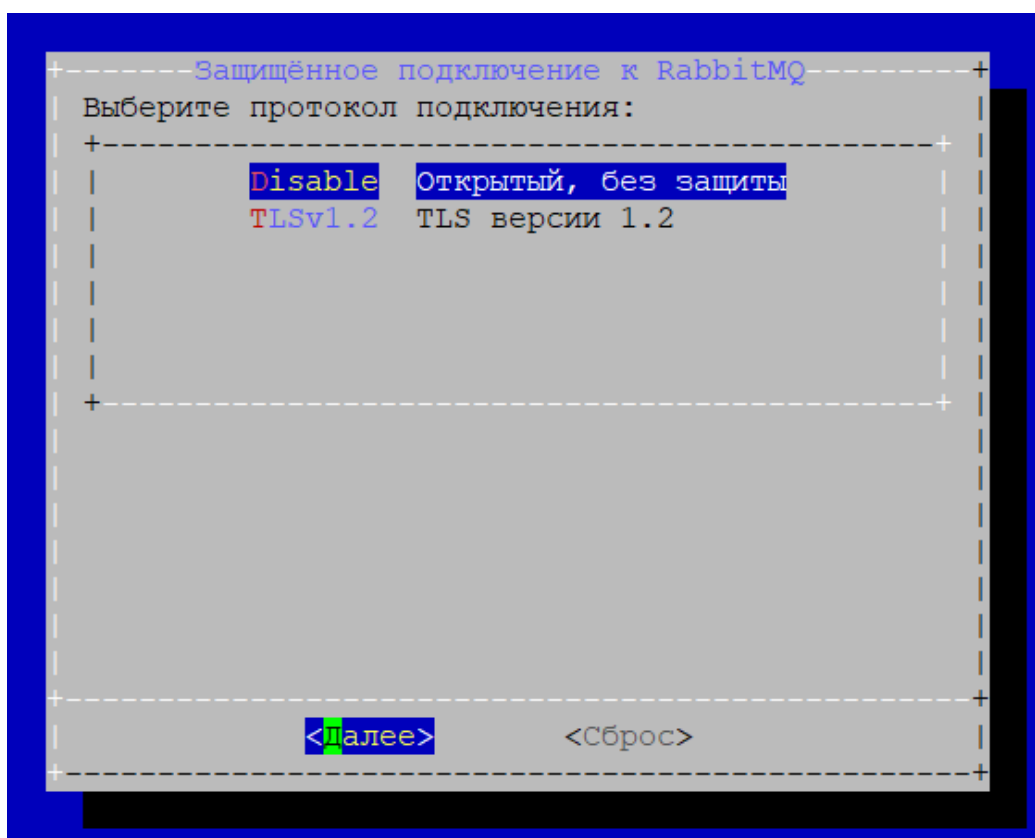 Защищённое подключение к RabbitMQ
Выберите протокол подключения:
Disable Открытый, без защиты
TLSv1.2 TLS версии 1.2
<Далее> <Сброс>